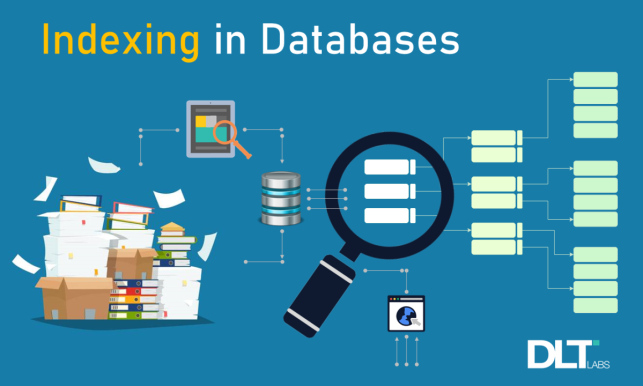 Indexing in Databases
DLT
LABS